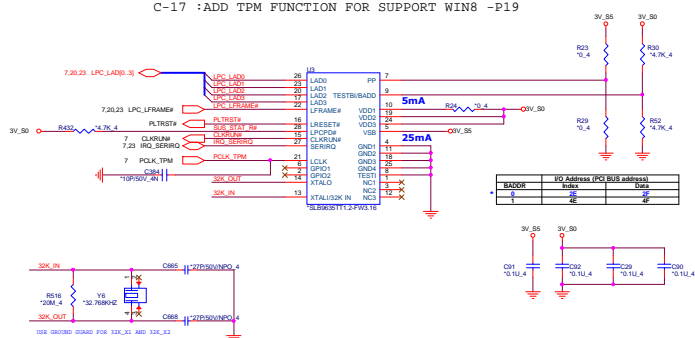 C-17 :ADD TPM FUNCTION FOR SUPPORT WIN8 -P19
3V_S5 3V_S0
R23 *0_4
R30 *4.7K_4
R29 *0_4
R52 *4.7K_4
7,20,23 LPC_LAD[0..3]
LPC_LAD0
LPC_LAD1
LPC_LAD2
LPC_LAD3
7,20,23 LPC_LFRAME#
PLTRST# PLTRST#
SUS_STAT_R#
3V_S0 R432 *4.7K_4
7 CLKRUN# CLKRUN#
7,23 IRQ_SERIRQ IRQ_SERIRQ
7 PCLK_TPM PCLK_TPM
C384
*10P/50V_4N
32K_OUT
32K_IN
U3
26 LAD0
23 LAD1
20 LAD2
17 LAD3
22 LFRAME#
16 LRESET#
28 LPCPD#
15 CLKRUN#
27 SERIRQ
21 LCLK
6 GPIO1
2 GPIO2
14 XTALO
13 XTALI/32K IN
PP 7
TESTBI/BADD 9
VDD1 10
VDD2 19
VDD3 24
VSB 5
GND1 4
GND2 11
GND3 18
GND4 25
TESTI 8
NC1 1
NC2 3
NC3 12
*SLB9635TT1.2-FW3.16
5mA
25mA
R24 *0_4 3V_S0
3V_S5
I/O Address (PCI BUS address)
BADDR Index Data
* 0 2E 2F
1 4E 4F
3V_S5 3V_S0
C91 *0.1U_4
C92 *0.1U_4
C29 *0.1U_4
C90 *0.1U_4
32K_IN
R516
*20M_4
Y6
*32.768KHZ
1 2
4 3
C665 *27P/50V/NPO_4
C668 *27P/50V/NPO_4
32K_OUT
USE GROUND GUARD FOR 32K_X1 AND 32K_X2